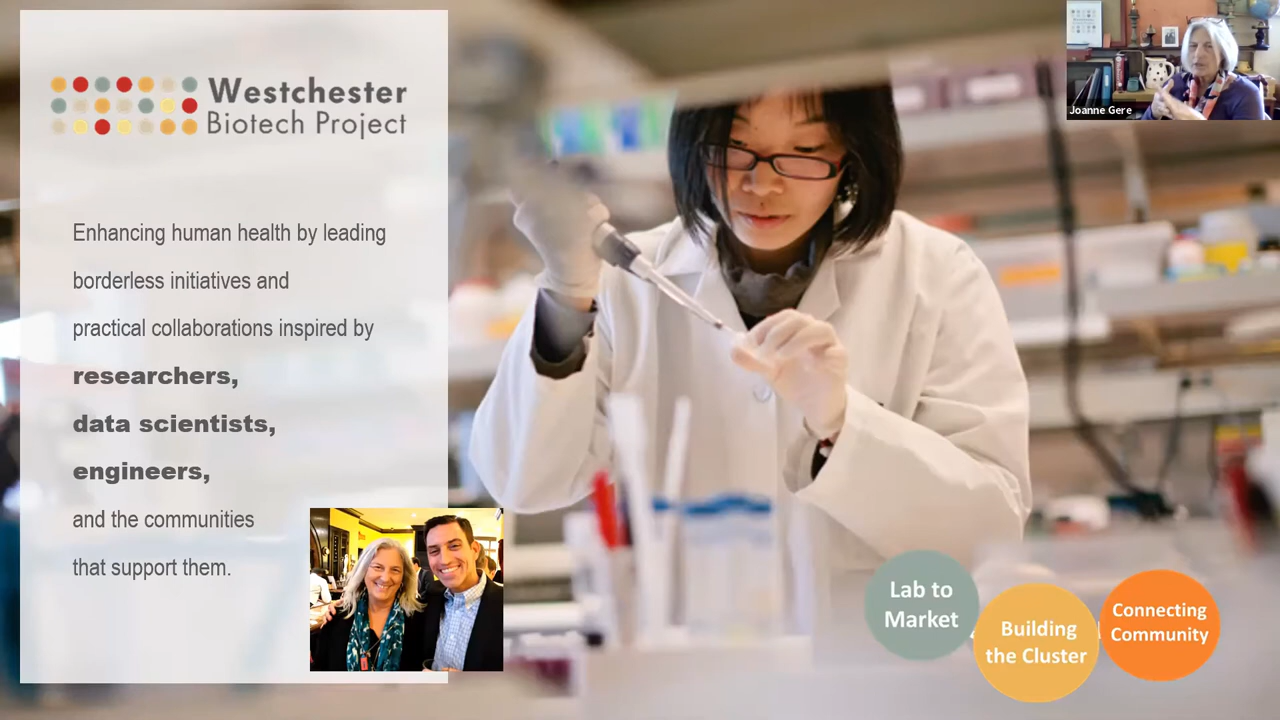 Westchester
Biotech Project
Enhancing human health by leading
borderless initiatives and
practical collaborations inspired by
researchers,
data scientists,
engineers,
and the communities
that support them.
Joanne Gere
Lab to
Market
Building
the Cluster
Connecting
Community